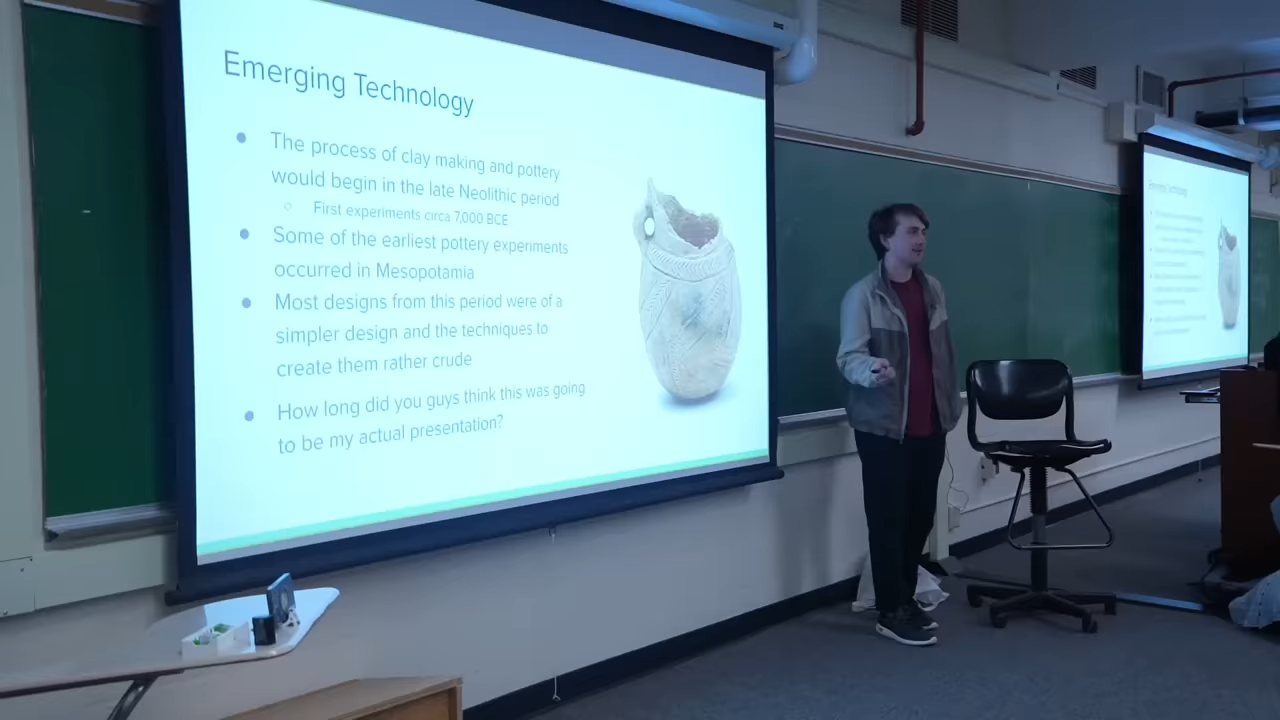 Emerging Technology
The process of clay making and pottery
would begin in the late Neolithic period
First experiments circa 7,000 BCE
Some of the earliest pottery experiments
occurred in Mesopotamia
Most designs from this period were of a
simpler design and the techniques to
create them rather crude
How long did you guys think this was going
to be my actual presentation?
Emerging Technology